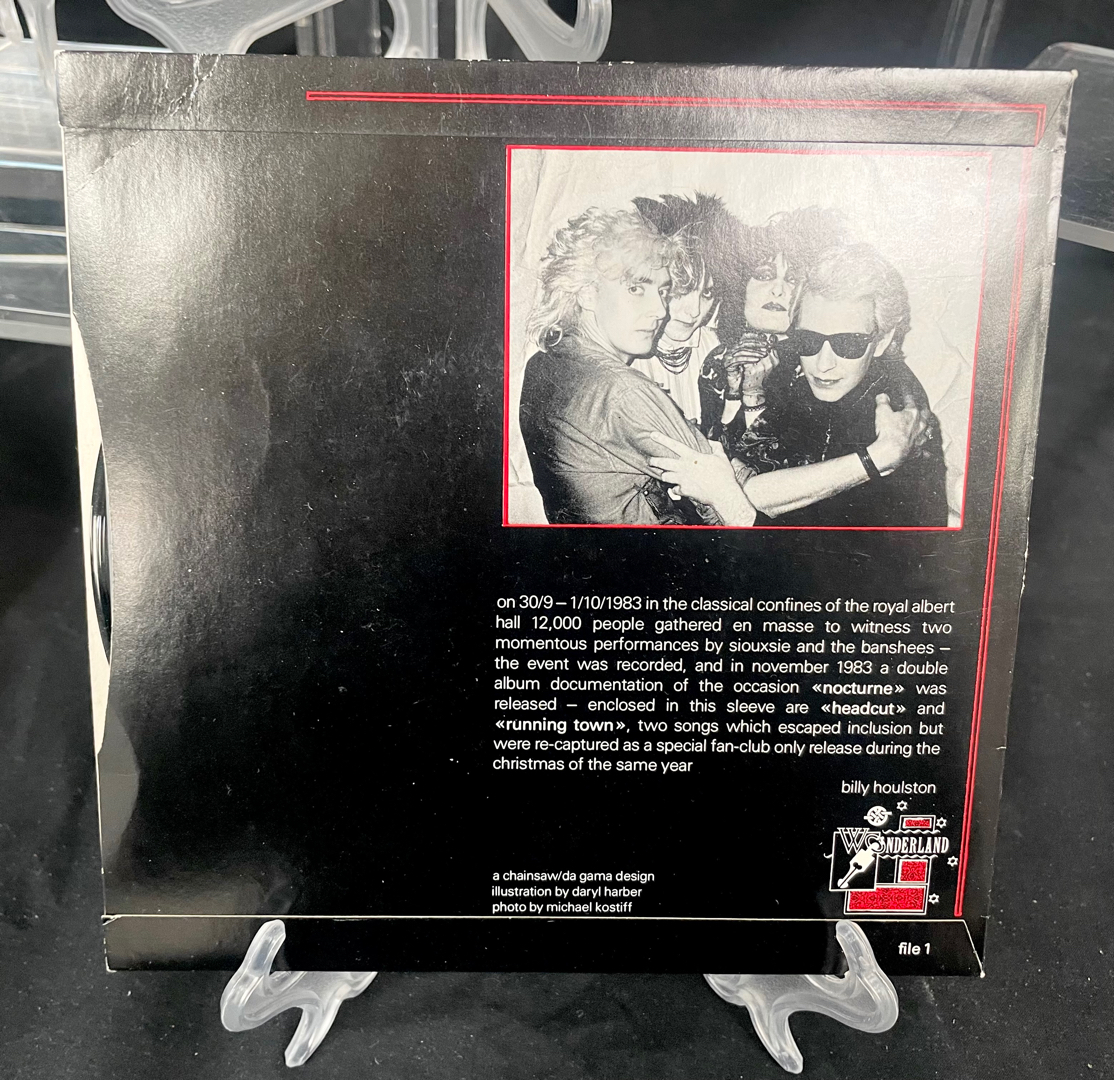 on 30/9 – 1/10/1983 in the classical confines of the royal albert
hall 12,000 people gathered en masse to witness two
momentous performances by siouxsie and the banshees –
the event was recorded, and in november 1983 a double
album documentation of the occasion «nocturne» was
released – enclosed in this sleeve are «headcut» and
«running town», two songs which escaped inclusion but
were re-captured as a special fan-club only release during the
christmas of the same year
billy houlston
WONDERLAND
a chainsaw/da gama design
illustration by daryl harber
photo by michael kostiff
file 1